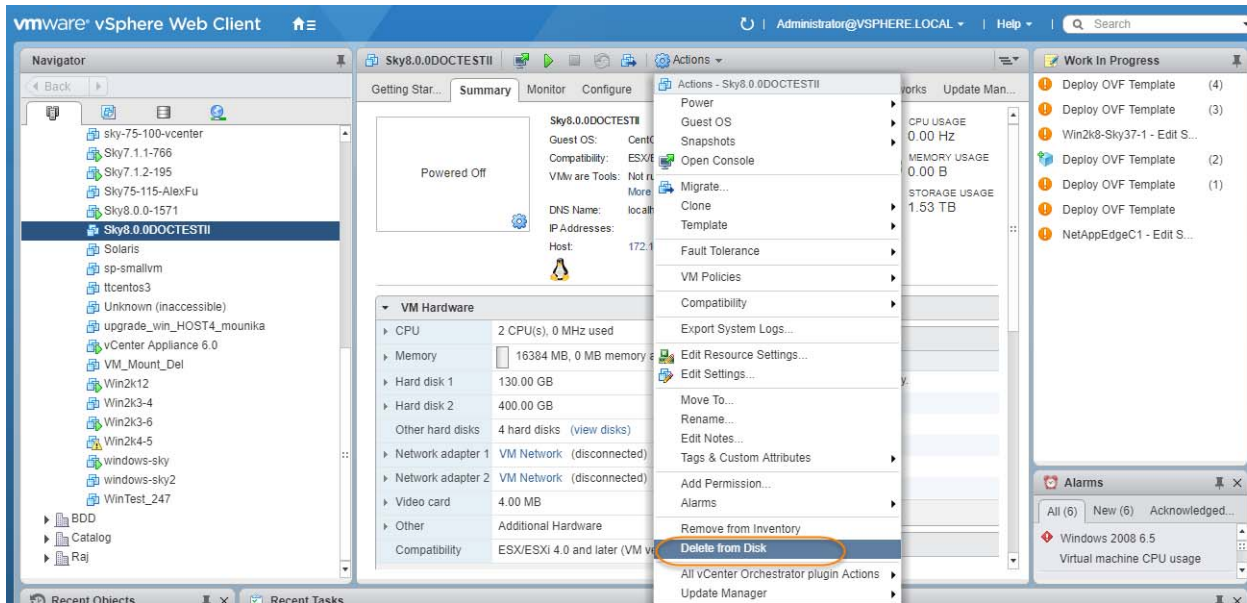 vmware® vSphere Web Client
Administrator@VSPHERE.LOCAL
Help
Search
Navigator
Back
sky-75-100-vcenter
Sky7.1.1-766
Sky7.1.2-195
Sky75-115-AlexFu
Sky8.0.0-1571
Sky8.0.0DOCTESTII
Solaris
sp-smallvm
ttcentos3
Unknown (inaccessible)
upgrade_win_HOST4_mounika
vCenter Appliance 6.0
VM_Mount_Del
Win2k12
Win2k3-4
Win2k3-6
Win2k4-5
windows-sky
windows-sky2
WinTest_247
BDD
Catalog
Raj
Sky8.0.0DOCTESTII
Actions
Getting Star... Summary Monitor Configure
Update Man...
Powered Off
Sky8.0.0DOCTESTII
Guest OS:
Compatibility:
VMware Tools: Not
More
DNS Name:
IP Addresses:
Host:
CPU USAGE
0.00 Hz
MEMORY USAGE
0.00 B
STORAGE USAGE
1.53 TB
VM Hardware
CPU 2 CPU(s), 0 MHz used
Memory 16384 MB, 0 MB memory
Hard disk 1 130.00 GB
Hard disk 2 400.00 GB
Other hard disks 4 hard disks (view disks)
Network adapter 1 VM Network (disconnected)
Network adapter 2 VM Network (disconnected)
Video card 4.00 MB
Other Additional Hardware
Compatibility ESX/ESXi 4.0 and later (VM
Actions - Sky8.0.0DOCTESTII
Power
Guest OS
Snapshots
Open Console
Migrate...
Clone
Template
Fault Tolerance
VM Policies
Compatibility
Export System Logs...
Edit Resource Settings...
Edit Settings...
Move To...
Rename...
Edit Notes...
Tags & Custom Attributes
Add Permission...
Alarms
Remove from Inventory
Delete from Disk
All vCenter Orchestrator plugin Actions
Update Manager
Work In Progress
Deploy OVF Template (4)
Deploy OVF Template (3)
Win2k8-Sky37-1 - Edit S...
Deploy OVF Template (2)
Deploy OVF Template (1)
Deploy OVF Template
NetAppEdgeC1 - Edit S...
Alarms
All (6) New (6) Acknowledged...
Windows 2008 6.5
Virtual machine CPU usage
Recent Objects
Recent Tasks